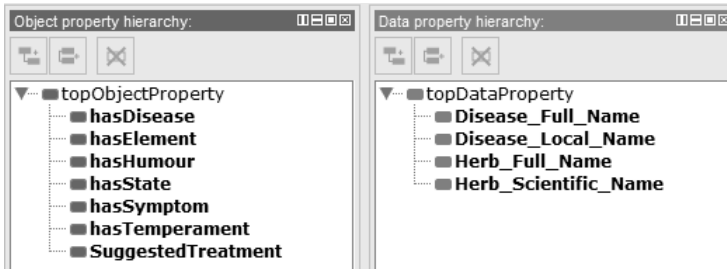 Object property hierarchy:
topObjectProperty
hasDisease
hasElement
hasHumour
hasState
hasSymptom
hasTemperament
SuggestedTreatment
Data property hierarchy:
topDataProperty
Disease_Full_Name
Disease_Local_Name
Herb_Full_Name
Herb_Scientific_Name